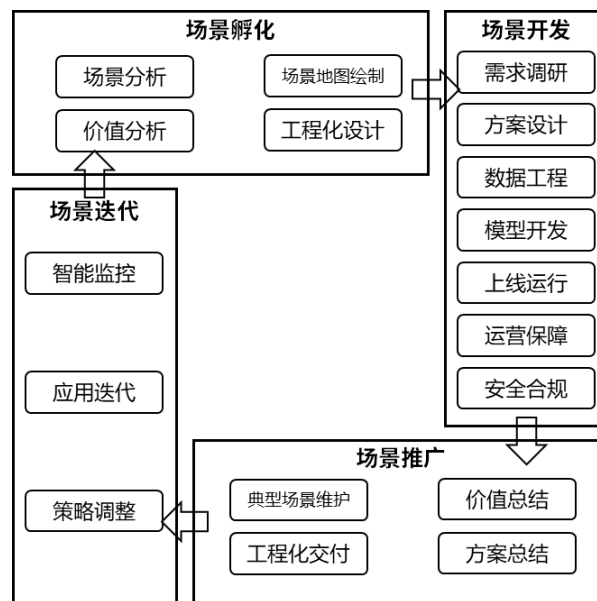 场景孵化
场景分析
场景地图绘制
价值分析
工程化设计
场景开发
需求调研
方案设计
数据工程
模型开发
上线运行
运营保障
安全合规
场景推广
典型场景维护
价值总结
工程化交付
方案总结
场景迭代
智能监控
应用迭代
策略调整